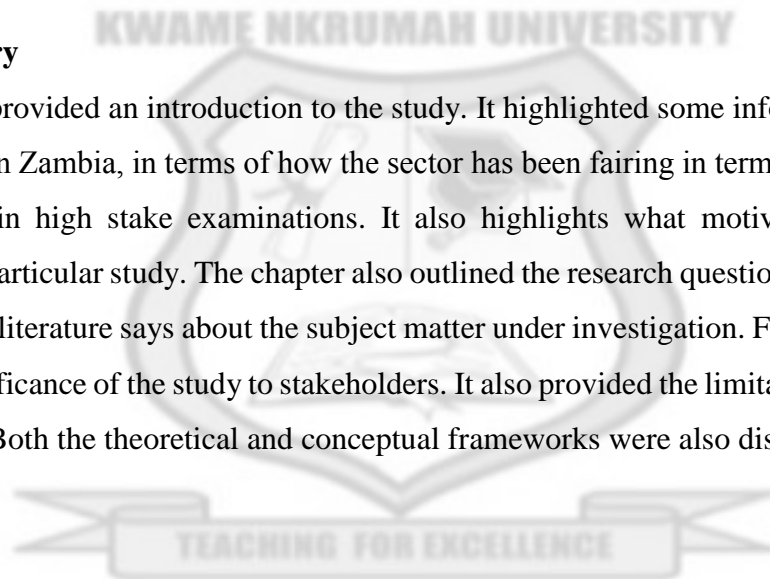 KWAME NKRUMAH UNIVERSITY
ry
provided an introduction to the study. It highlighted some info
n Zambia, in terms of how the sector has been fairing in term
in high stake examinations. It also highlights what motiv
articular study. The chapter also outlined the research questio
literature says about the subject matter under investigation. F
ficance of the study to stakeholders. It also provided the limita
Both the theoretical and conceptual frameworks were also dis
TEACHING FOR EXCELLENCE